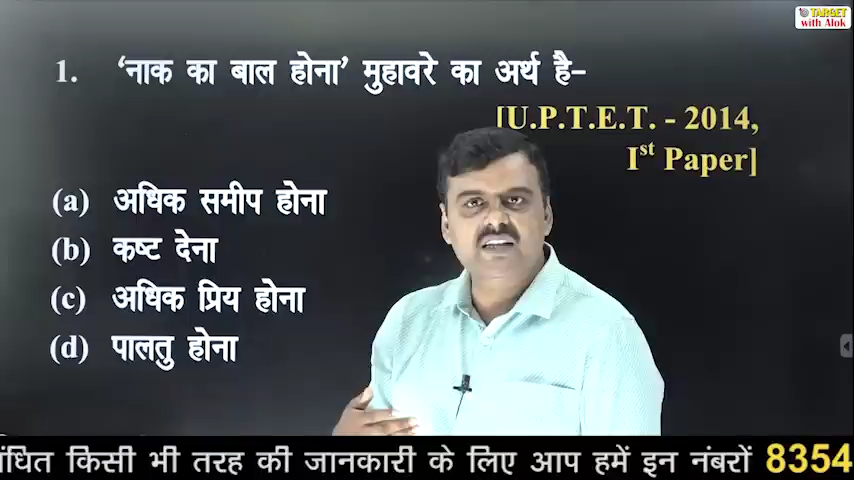 TARGET
with Alok
1. ‘नाक का बाल होना’ मुहावरे का अर्थ है–
[U.P.T.E.T. - 2014,
Ist Paper]
(a) अधिक समीप होना
(b) कष्ट देना
(c) अधिक प्रिय होना
(d) पालतु होना
किसी भी तरह की जानकारी के लिए आप हमें इन नंबरों 8354